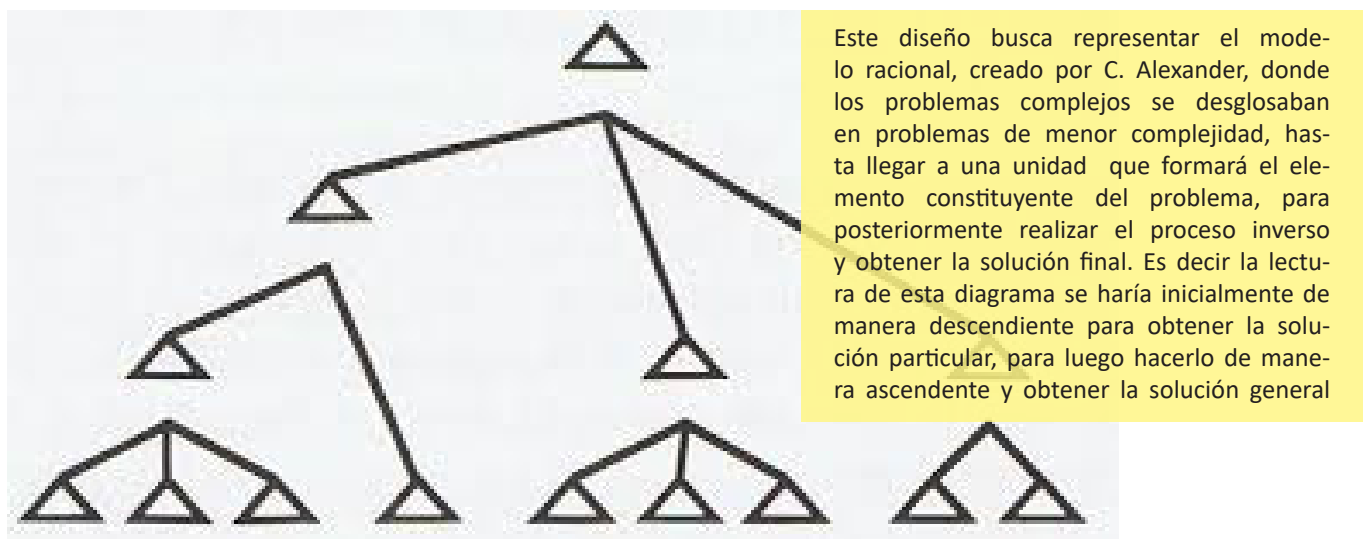 Este diseño busca representar el mode-
lo racional, creado por C. Alexander, donde
los problemas complejos se desglosaban
en problemas de menor complejidad, has-
ta llegar a una unidad que formará el ele-
mento constituyente del problema, para
posteriormente realizar el proceso inverso
y obtener la solución final. Es decir la lectu-
ra de esta diagrama se haría inicialmente de
manera descendiente para obtener la solu-
ción particular, para luego hacerlo de mane-
ra ascendente y obtener la solución general